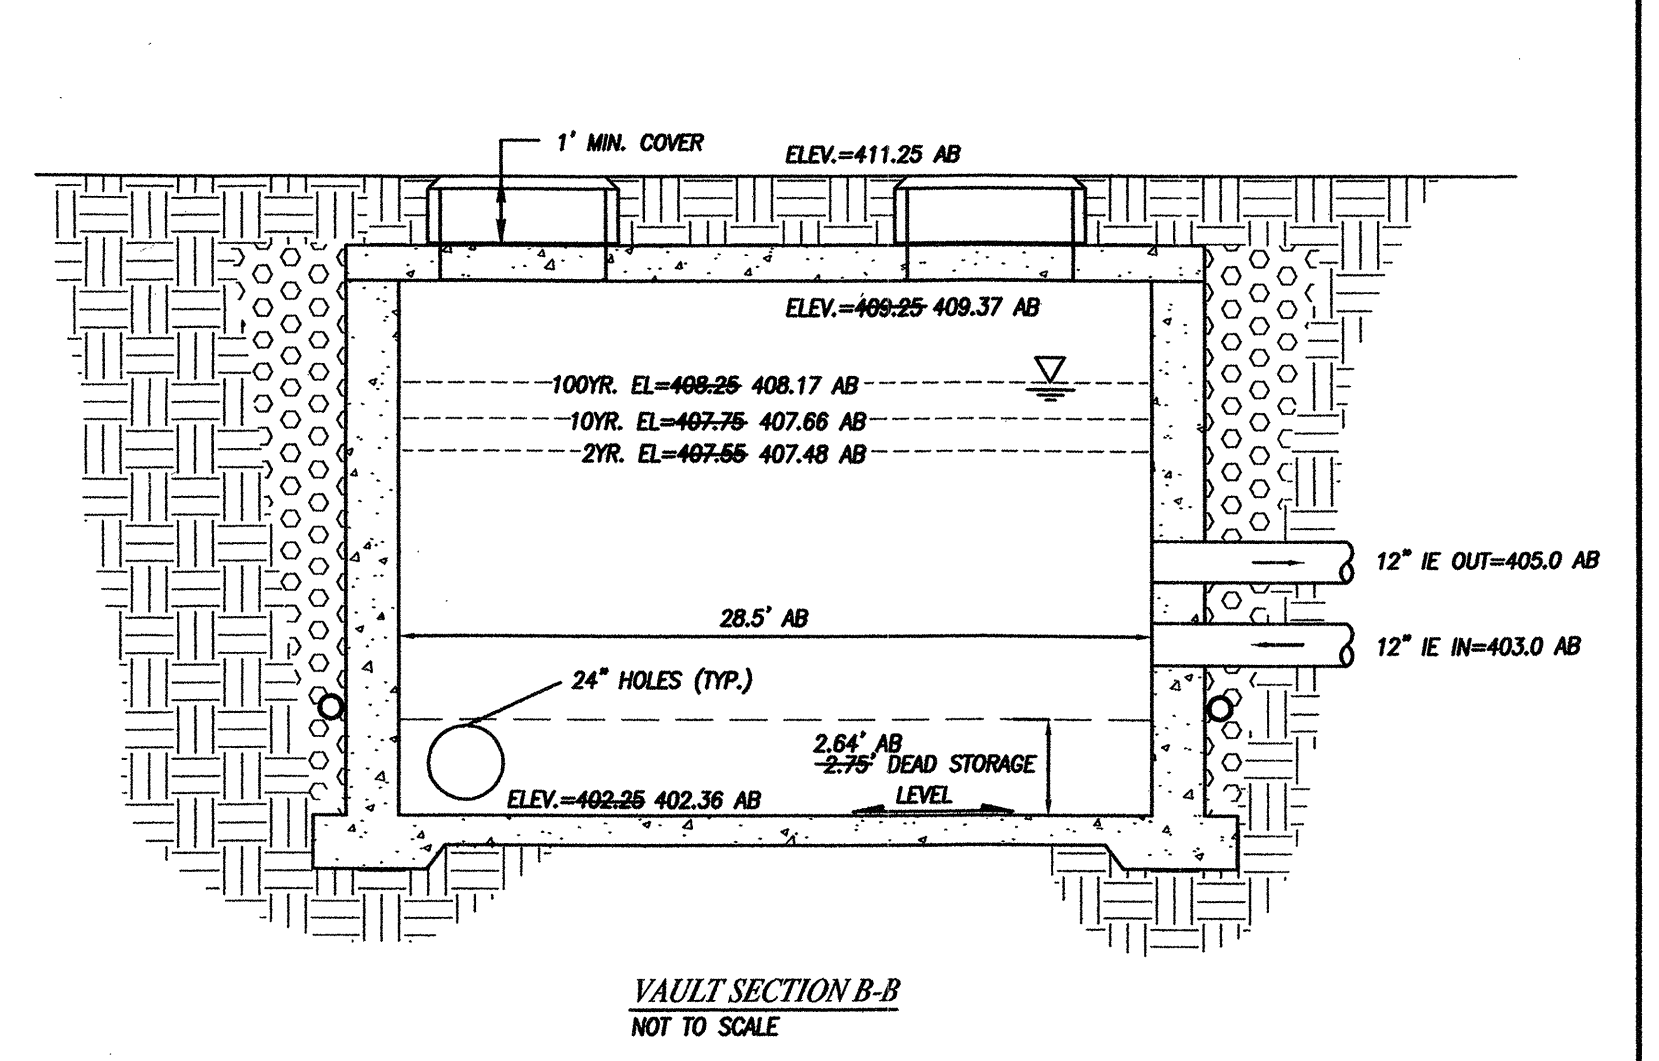 1' MIN. COVER
ELEV.=411.25 AB
ELEV.=409.25 409.37 AB
100YR. EL=408.25 408.17 AB
10YR. EL=407.75 407.66 AB
2YR. EL=407.55 407.48 AB
12" IE OUT=405.0 AB
28.5' AB
12" IE IN=403.0 AB
24" HOLES (TYP.)
2.64' AB
2.75' DEAD STORAGE
ELEV.=402.25 402.36 AB
LEVEL
VAULT SECTION B-B
NOT TO SCALE